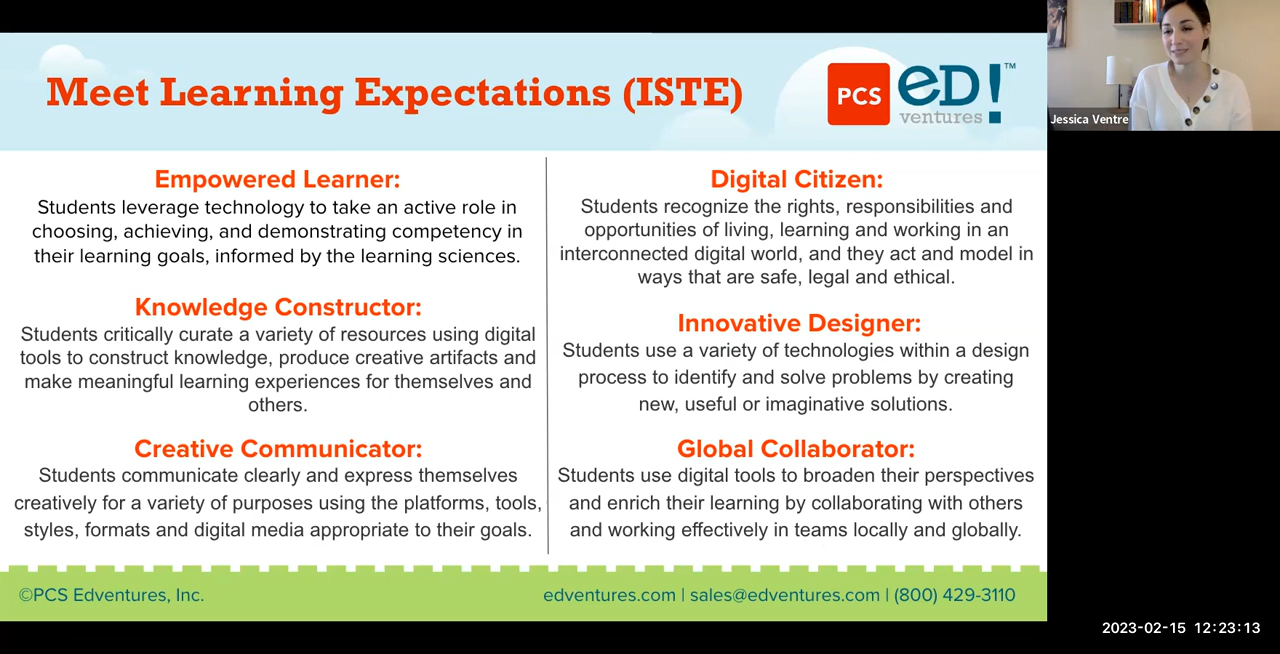 Meet Learning Expectations (ISTE)
PCS
ED!™
ventures
Jessica Ventre
Empowered Learner:
Students leverage technology to take an active role in
choosing, achieving, and demonstrating competency in
their learning goals, informed by the learning sciences.
Knowledge Constructor:
Students critically curate a variety of resources using digital
tools to construct knowledge, produce creative artifacts and
make meaningful learning experiences for themselves and
others.
Creative Communicator:
Students communicate clearly and express themselves
creatively for a variety of purposes using the platforms, tools,
styles, formats and digital media appropriate to their goals.
Digital Citizen:
Students recognize the rights, responsibilities and
opportunities of living, learning and working in an
interconnected digital world, and they act and model in
ways that are safe, legal and ethical.
Innovative Designer:
Students use a variety of technologies within a design
process to identify and solve problems by creating
new, useful or imaginative solutions.
Global Collaborator:
Students use digital tools to broaden their perspectives
and enrich their learning by collaborating with others
and working effectively in teams locally and globally.
©PCS Edventures, Inc.
edventures.com | sales@edventures.com | (800) 429-3110
2023-02-15 12:23:13